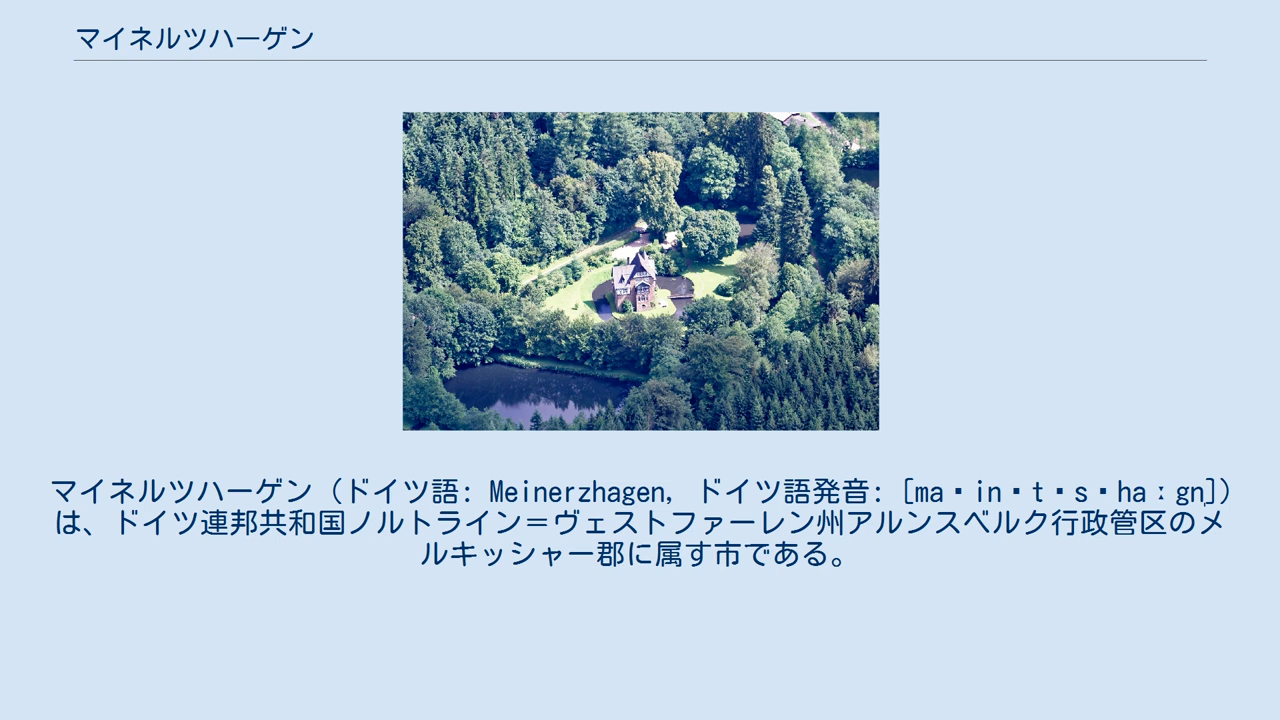 マイネルツハーゲン
マイネルツハーゲン（ドイツ語: Meinerzhagen, ドイツ語発音: [ma･in･t･s･haːgn̩]）
は、ドイツ連邦共和国ノルトライン＝ヴェストファーレン州アルンスベルク行政管区のメ
ルキッシャー郡に属す市である。